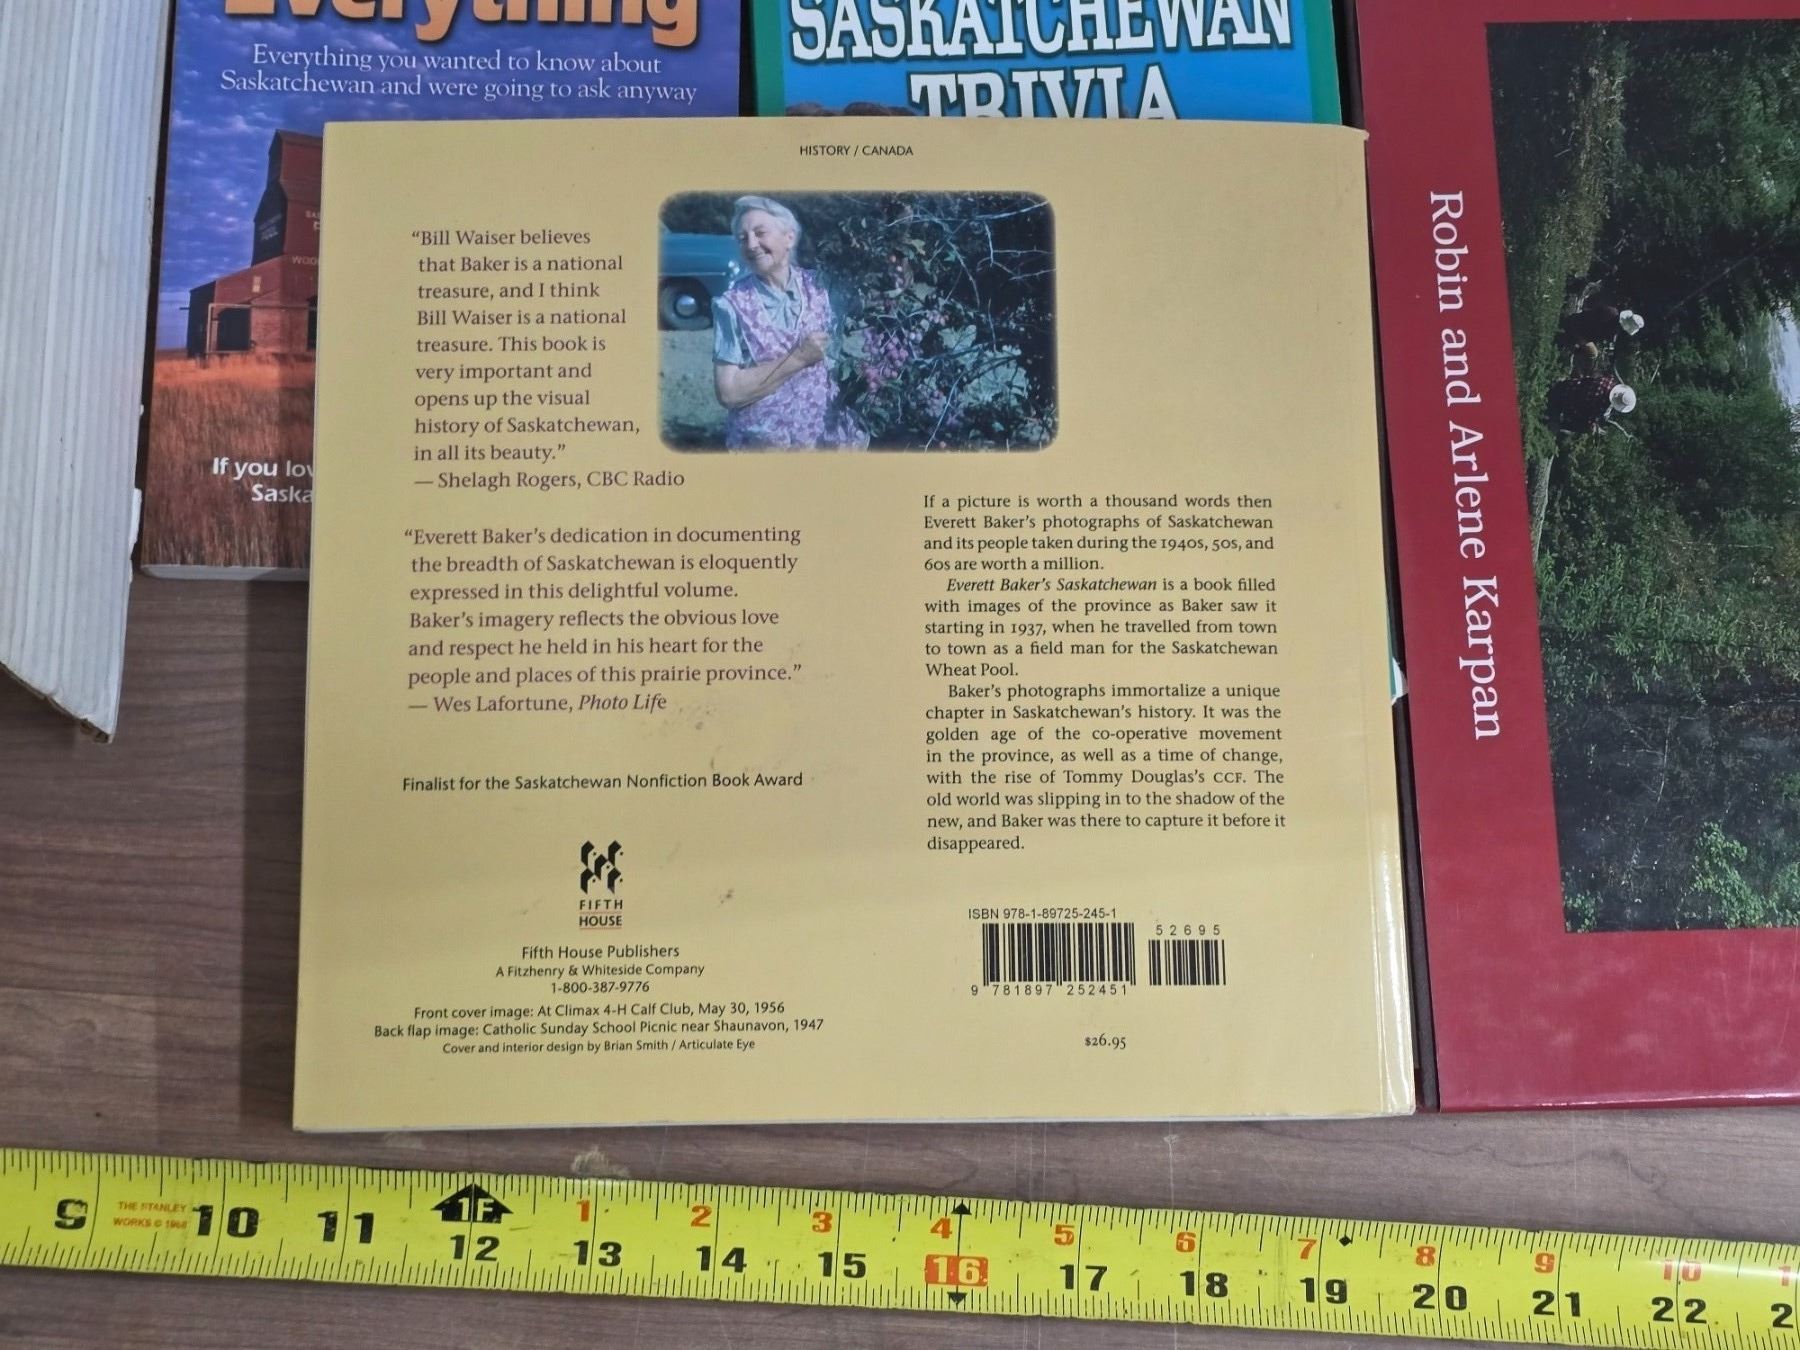 Everything
Everything you wanted to know about
Saskatchewan and were going to ask anyway
If you
SASKATCHEWAN
TRIVIA
Robin and Arlene Karpan
HISTORY / CANADA
“Bill Waiser believes
that Baker is a national
treasure, and I think
Bill Waiser is a national
treasure. This book is
very important and
opens up the visual
history of Saskatchewan,
in all its beauty.”
— Shelagh Rogers, CBC Radio
“Everett Baker’s dedication in documenting
the breadth of Saskatchewan is eloquently
expressed in this delightful volume.
Baker’s imagery reflects the obvious love
and respect he held in his heart for the
people and places of this prairie province.”
— Wes Lafortune, Photo Life
Finalist for the Saskatchewan Nonfiction Book Award
FIFTH
HOUSE
Fifth House Publishers
A Fitzhenry & Whiteside Company
1-800-387-9776
Front cover image: At Climax 4-H Calf Club, May 30, 1956
Back flap image: Catholic Sunday School Picnic near Shaunavon, 1947
Cover and interior design by Brian Smith / Articulate Eye
If a picture is worth a thousand words then
Everett Baker’s photographs of Saskatchewan
and its people taken during the 1940s, 50s, and
60s are worth a million.
Everett Baker’s Saskatchewan is a book filled
with images of the province as Baker saw it
starting in 1937, when he travelled from town
to town as a field man for the Saskatchewan
Wheat Pool.
Baker’s photographs immortalize a unique
chapter in Saskatchewan’s history. It was the
golden age of the co-operative movement
in the province, as well as a time of change,
with the rise of Tommy Douglas’s CCF. The
old world was slipping in to the shadow of the
new, and Baker was there to capture it before it
disappeared.
ISBN 978-1-89725-245-1
52695
9 781897 252451
$26.95
THE STANLEY
WORKS © 1968
1F 1 2 3 4 5 6 7 8 9 10
9 10 11 12 13 14 15 16 17 18 19 20 21 22